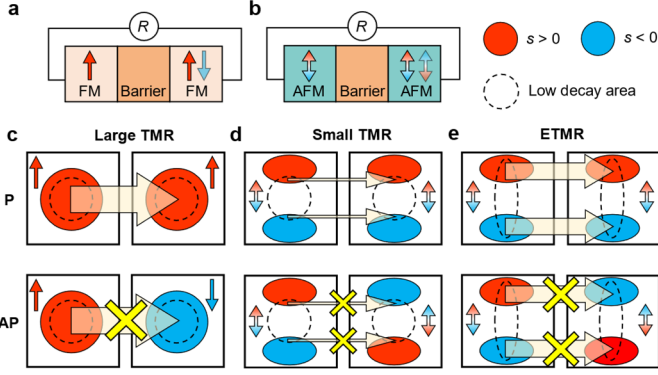 a
R
FM
Barrier
FM
b
R
AFM
Barrier
AFM
s > 0
s < 0
Low decay area
c
Large TMR
d
Small TMR
e
ETMR
P
AP